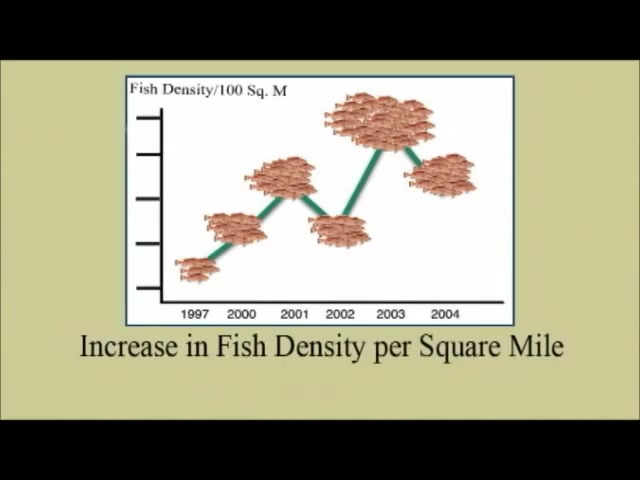 Fish Density/100 Sq. M
1997 2000 2001 2002 2003 2004
Increase in Fish Density per Square Mile